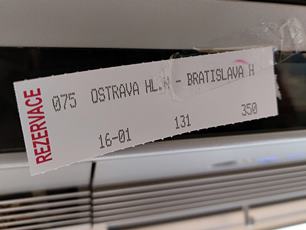 REZERVACE
075 OSTRAVA HL.N - BRATISLAVA H
16-01 131 350